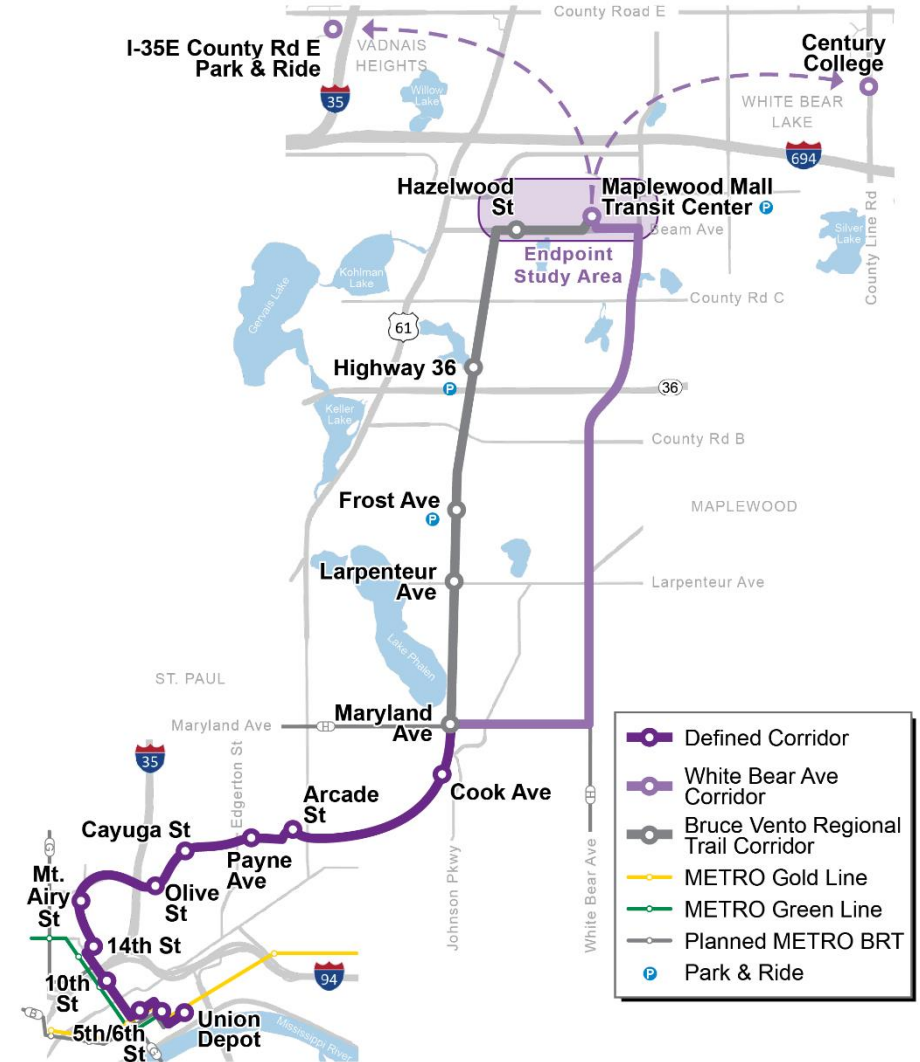 County Road E
I-35E County Rd E
Park & Ride
VADNAIS
HEIGHTS
Century
College
35
Willow
Lake
WHITE BEAR
LAKE
694
Hazelwood
St
Maplewood Mall
Transit Center P
Beam Ave
Silver
Lake
County Line Rd
Endpoint
Study Area
Kohlman
Lake
Gervais Lake
County Rd C
61
Highway 36
P
36
Keller
Lake
County Rd B
Frost Ave
P
MAPLEWOOD
Larpenteur
Ave
Larpenteur Ave
Lake Phalen
ST. PAUL
Maryland Ave
H
Maryland
Ave
35
Edgerton St
Arcade
St
Cook Ave
H
Cayuga St
Payne
Ave
Johnson Pkwy
White Bear Ave
G
Mt.
Airy
St
Olive
St
14th St
10th
St
94
5th/6th
St
Union
Depot
G
G
Mississippi River
Defined Corridor
White Bear Ave
Corridor
Bruce Vento Regional
Trail Corridor
METRO Gold Line
METRO Green Line
Planned METRO BRT
P Park & Ride